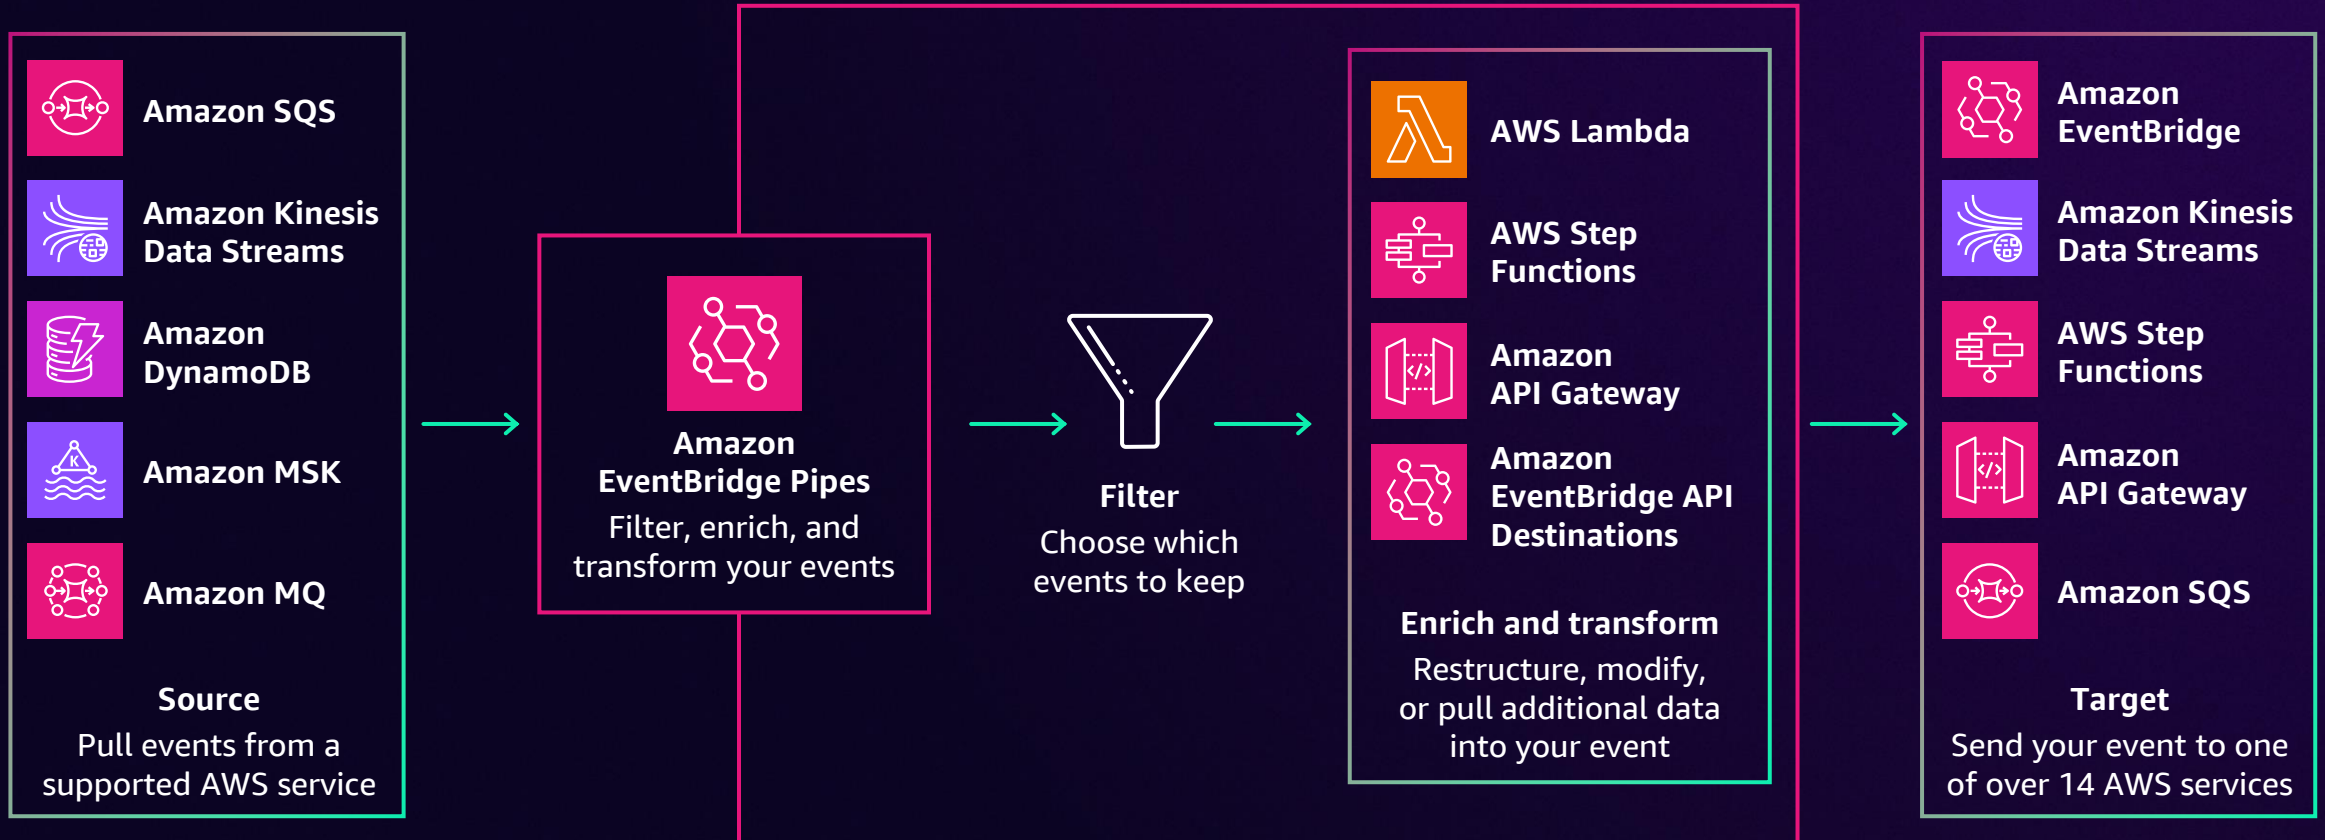 Amazon SQS
Amazon Kinesis
Data Streams
Amazon
DynamoDB
Amazon MSK
K
Amazon MQ
Source
Pull events from a
supported AWS service
Amazon
EventBridge Pipes
Filter, enrich, and
transform your events
Filter
Choose which
events to keep
AWS Lambda
AWS Step
Functions
Amazon
API Gateway
</>
Amazon
EventBridge API
Destinations
Enrich and transform
Restructure, modify,
or pull additional data
into your event
Amazon
EventBridge
Amazon Kinesis
Data Streams
AWS Step
Functions
Amazon
API Gateway
</>
Amazon SQS
Target
Send your event to one
of over 14 AWS services